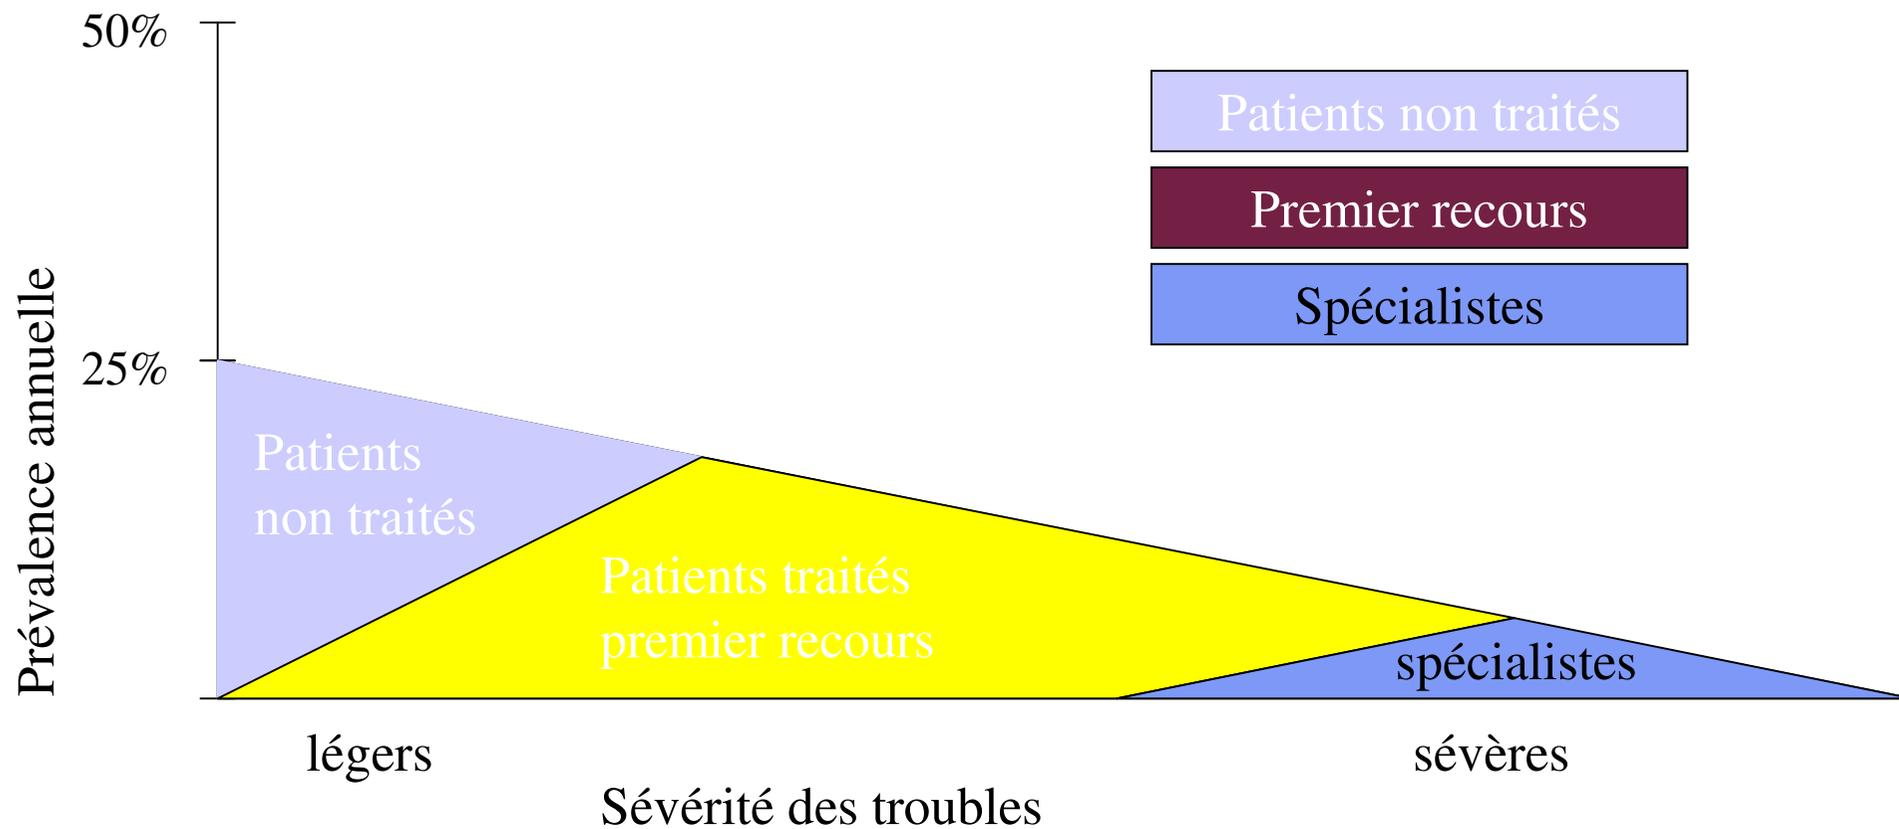 50%
Patients non traités
Premier recours
Spécialistes
25%
Prévalence annuelle
Patients
non traités
Patients traités
premier recours
spécialistes
légers
sévères
Sévérité des troubles